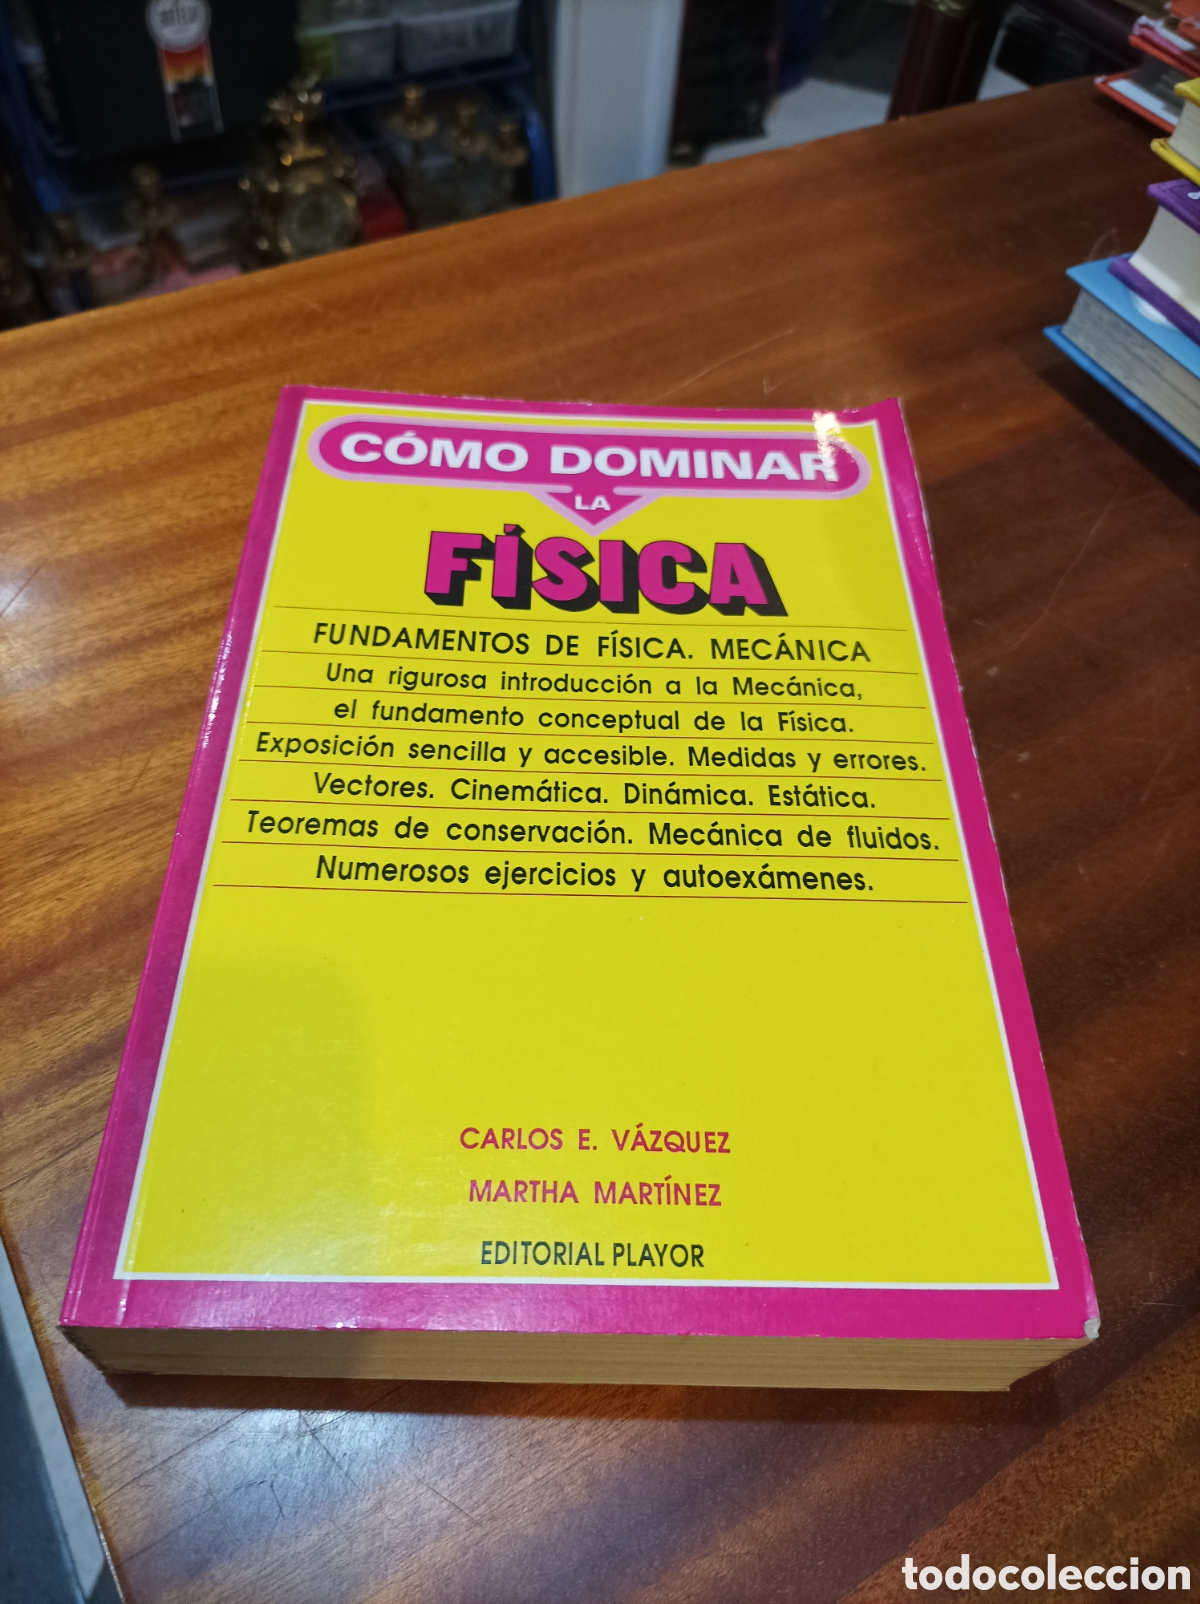 CÓMO DOMINAR
LA
FÍSICA
FUNDAMENTOS DE FÍSICA. MECÁNICA
Una rigurosa introducción a la Mecánica,
el fundamento conceptual de la Física.
Exposición sencilla y accesible. Medidas y errores.
Vectores. Cinemática. Dinámica. Estática.
Teoremas de conservación. Mecánica de fluidos.
Numerosos ejercicios y autoexámenes.
CARLOS E. VÁZQUEZ
MARTHA MARTÍNEZ
EDITORIAL PLAYOR
todocoleccion